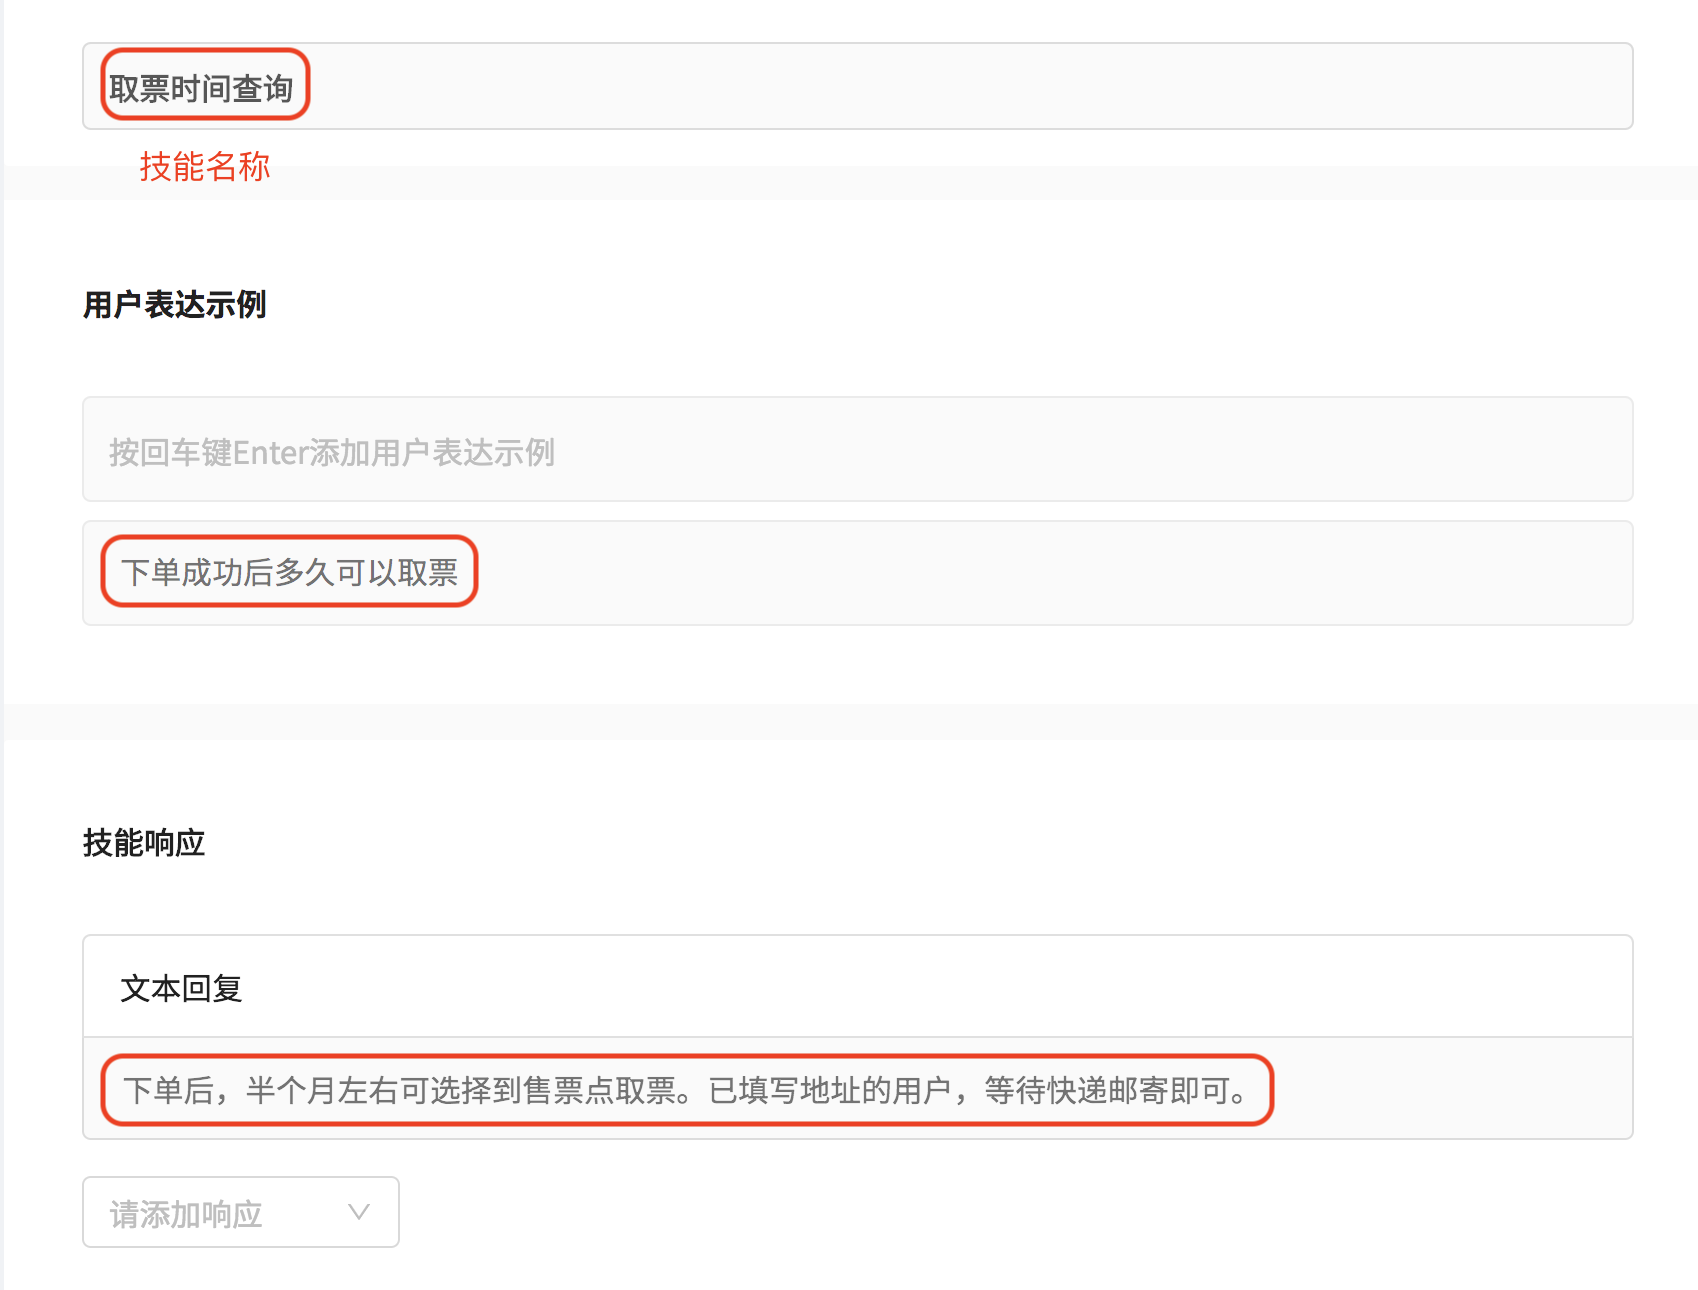 取票时间查询
技能名称
用户表达示例
按回车键Enter添加用户表达示例
下单成功后多久可以取票
技能响应
文本回复
下单后，半个月左右可选择到售票点取票。已填写地址的用户，等待快递邮寄即可。
请添加响应